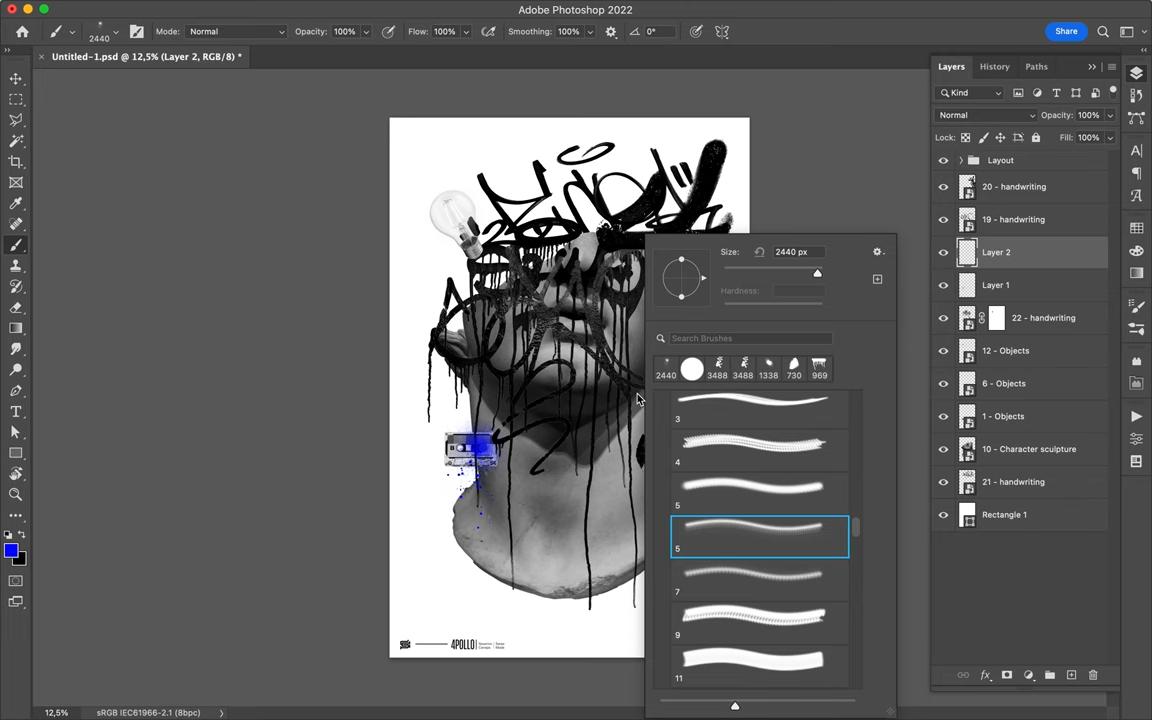 Adobe Photoshop 2022
2440
Mode: Normal
Opacity: 100%
Flow: 100%
Smoothing: 100%
0°
Share
Untitled-1.psd @ 12,5% (Layer 2, RGB/8) *
Layers
History
Paths
Kind
Normal
Opacity: 100%
Lock:
Fill: 100%
Layout
20 - handwriting
19 - handwriting
Layer 2
Layer 1
22 - handwriting
12 - Objects
6 - Objects
1 - Objects
10 - Character sculpture
21 - handwriting
Rectangle 1
Size:
2440 px
Hardness:
Search Brushes
2440
3488
3488
1338
730
969
3
4
5
5
7
9
11
4POLLO
12,5%
sRGB IEC61966-2.1 (8bpc)